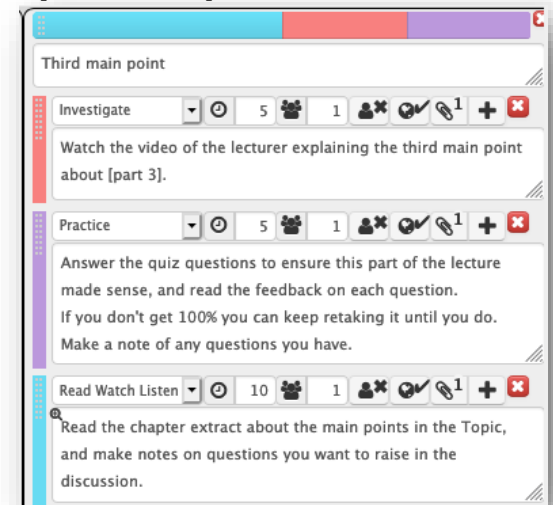 Third main point
Investigate 5 1 1
Watch the video of the lecturer explaining the third main point
about [part 3].
Practice 5 1 1
Answer the quiz questions to ensure this part of the lecture
made sense, and read the feedback on each question.
If you don't get 100% you can keep retaking it until you do.
Make a note of any questions you have.
Read Watch Listen 10 1 1
Read the chapter extract about the main points in the Topic,
and make notes on questions you want to raise in the
discussion.